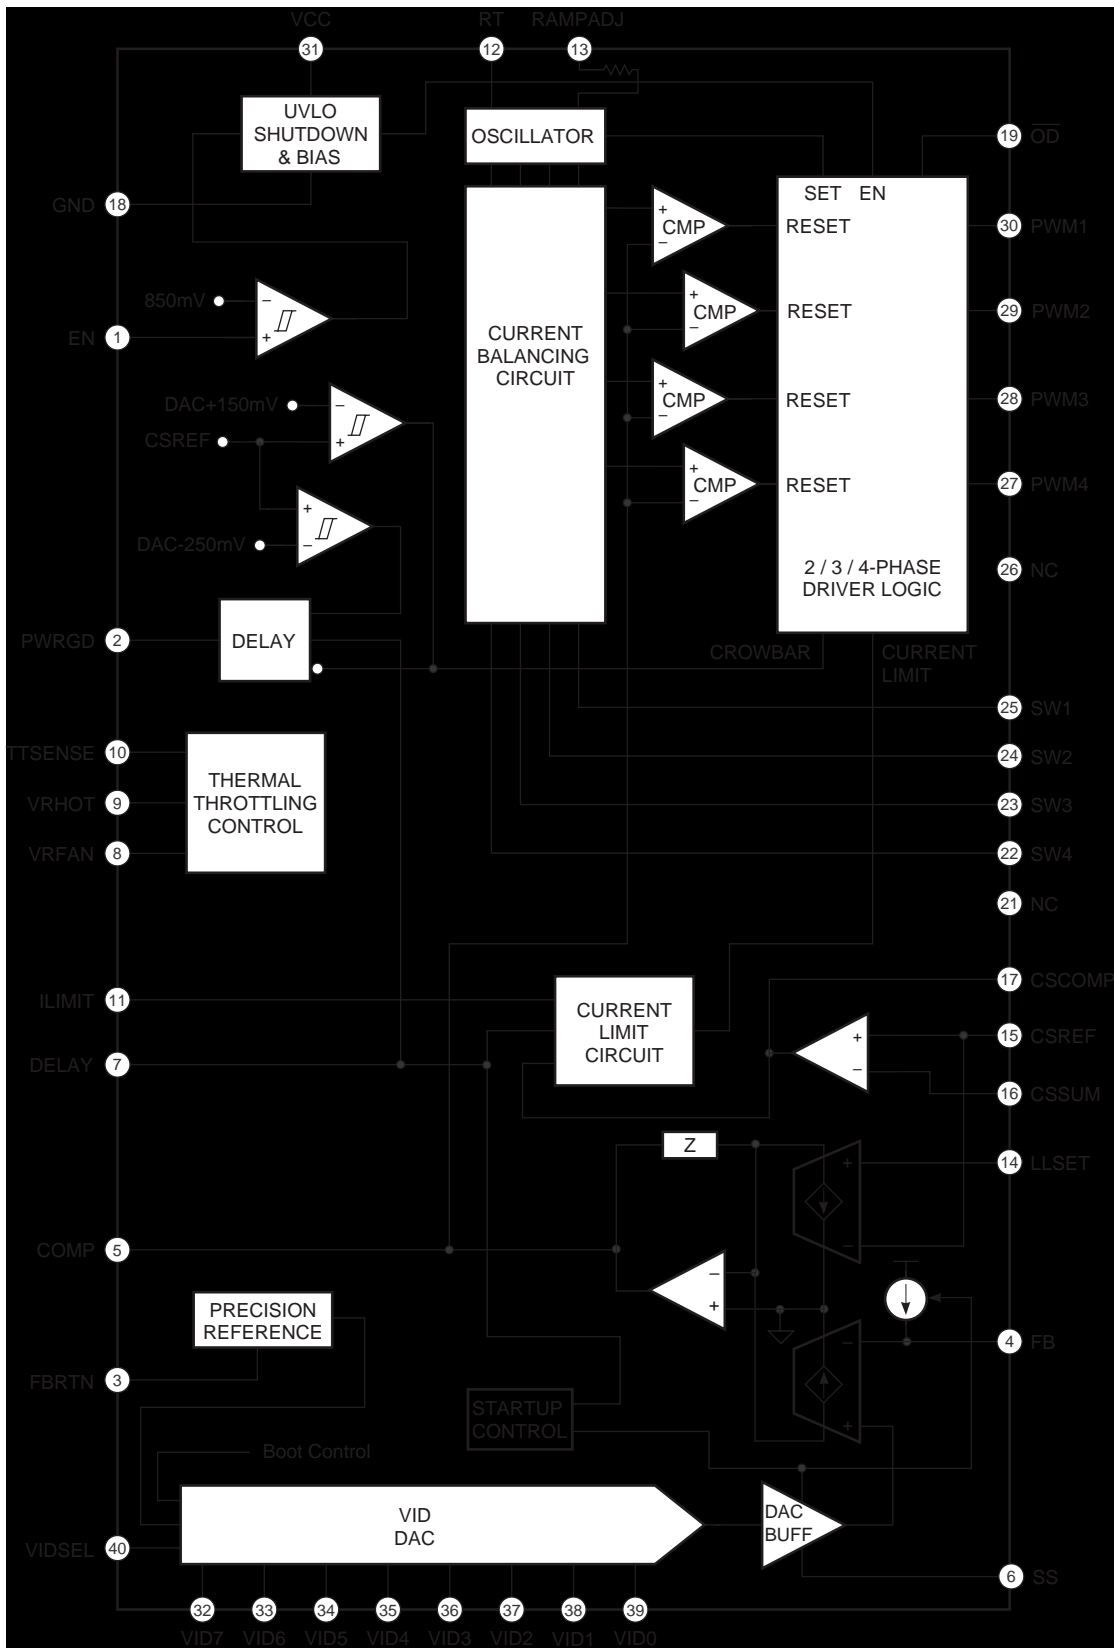 VCC RT RAMPADJ
31 12 13
UVLO
SHUTDOWN
& BIAS
OSCILLATOR
19 OD
SET EN
GND 18
+
CMP
−
RESET
30 PWM1
850mV
−
+
EN 1
+
CMP
−
RESET
29 PWM2
CURRENT
BALANCING
CIRCUIT
DAC+150mV
−
CSREF
+
+
CMP
−
RESET
28 PWM3
+
CMP
−
RESET
27 PWM4
+
DAC-250mV
−
2 / 3 / 4-PHASE
DRIVER LOGIC
26 NC
PWRGD 2
DELAY
CROWBAR
CURRENT
LIMIT
25 SW1
TTSENSE 10
24 SW2
THERMAL
THROTTLING
CONTROL
VRHOT 9
23 SW3
VRFAN 8
22 SW4
21 NC
17 CSCOMP
ILIMIT 11
CURRENT
LIMIT
CIRCUIT
+
−
15 CSREF
DELAY 7
16 CSSUM
Z
+
−
14 LLSET
COMP 5
−
+
PRECISION
REFERENCE
−
+
4 FB
FBRTN 3
STARTUP
CONTROL
Boot Control
VID
DAC
DAC
BUFF
VIDSEL 40
6 SS
32 33 34 35 36 37 38 39
VID7 VID6 VID5 VID4 VID3 VID2 VID1 VID0